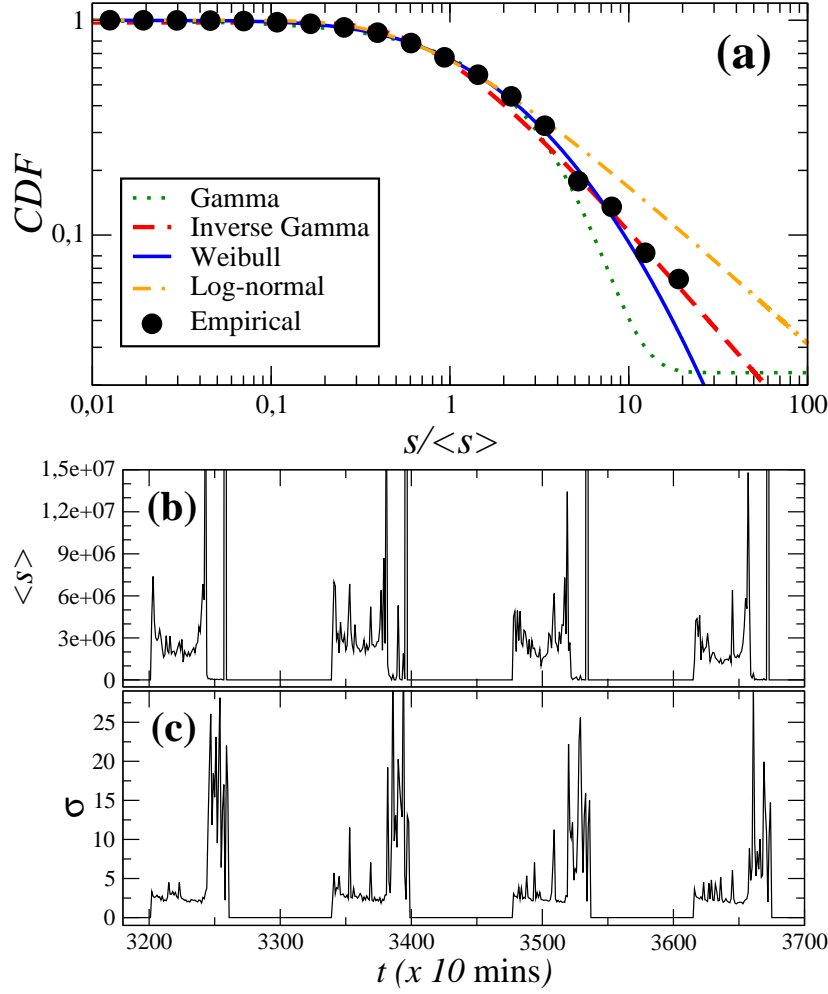 1
(a)
CDF
0,1
Gamma
Inverse Gamma
Weibull
Log-normal
Empirical
0,01 0,1 1 10 100
s/<s>
1,5e+07
(b)
1,2e+07
9e+06
<s>
6e+06
3e+06
0
(c)
25
20
15
σ
10
5
0
3200 3300 3400 3500 3600 3700
t (x 10 mins)